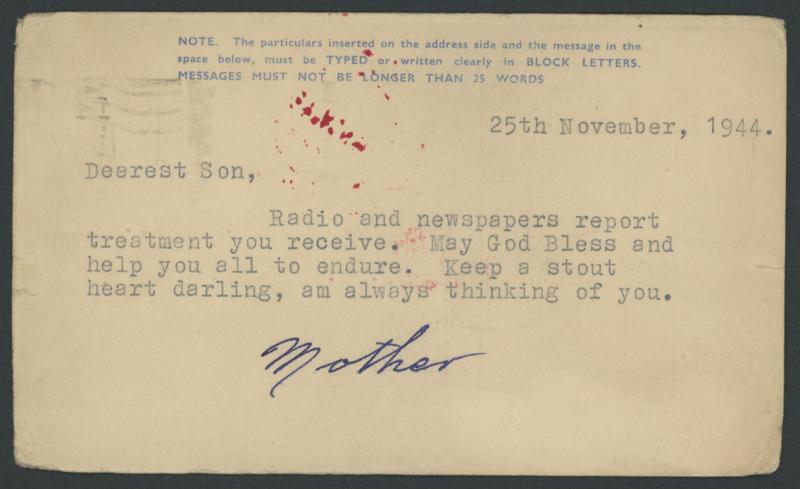 NOTE. The particulars inserted on the address side and the message in the
space below, must be TYPED or written clearly in BLOCK LETTERS.
MESSAGES MUST NOT BE LONGER THAN 25 WORDS
25th November, 1944.
Dearest Son,
Radio and newspapers report
treatment you receive. May God Bless and
help you all to endure. Keep a stout
heart darling, am always thinking of you.
Mother